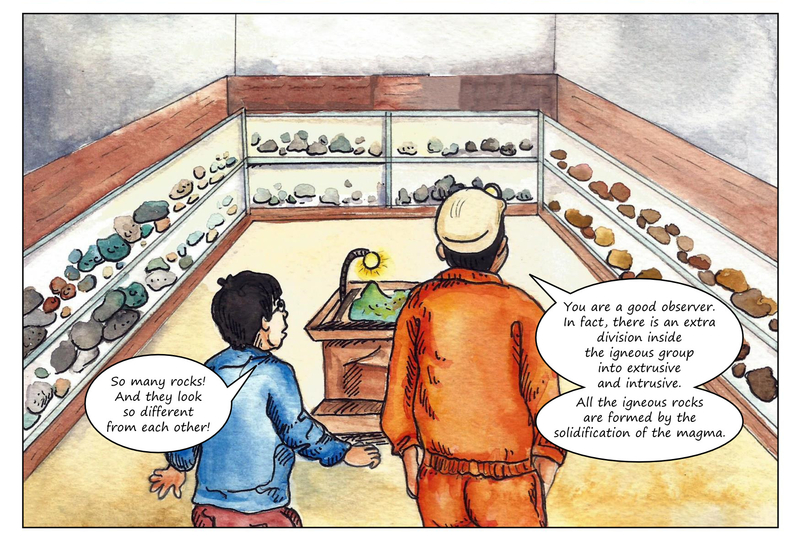 So many rocks!
And they look
so different
from each other!
You are a good observer.
In fact, there is an extra
division inside
the igneous group
into extrusive
and intrusive.
All the igneous rocks
are formed by the
solidification of the magma.